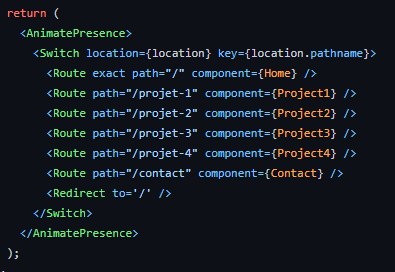 return (
<AnimatePresence>
<Switch location={location} key={location.pathname}>
<Route exact path="/" component={Home} />
<Route path="/projet-1" component={Project1} />
<Route path="/projet-2" component={Project2} />
<Route path="/projet-3" component={Project3} />
<Route path="/projet-4" component={Project4} />
<Route path="/contact" component={Contact} />
<Redirect to='/' />
</Switch>
</AnimatePresence>
);